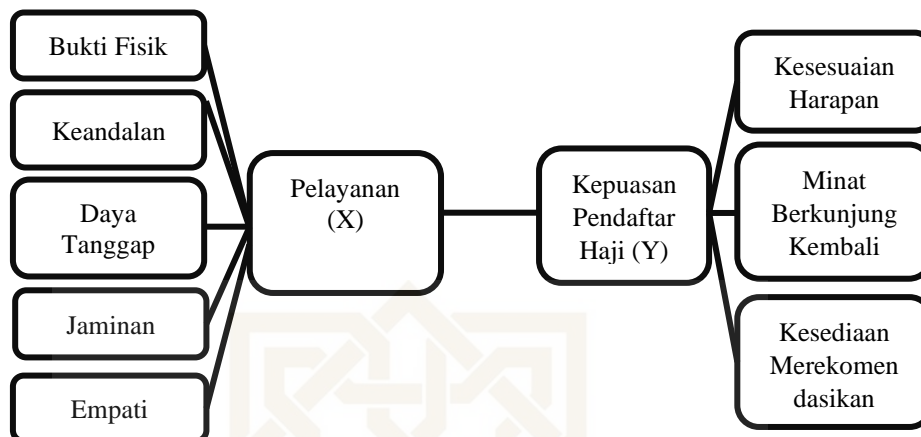 Bukti Fisik
Keandalan
Daya
Tanggap
Jaminan
Empati
Pelayanan
(X)
Kepuasan
Pendaftar
Haji (Y)
Kesesuaian
Harapan
Minat
Berkunjung
Kembali
Kesediaan
Merekomen
dasikan